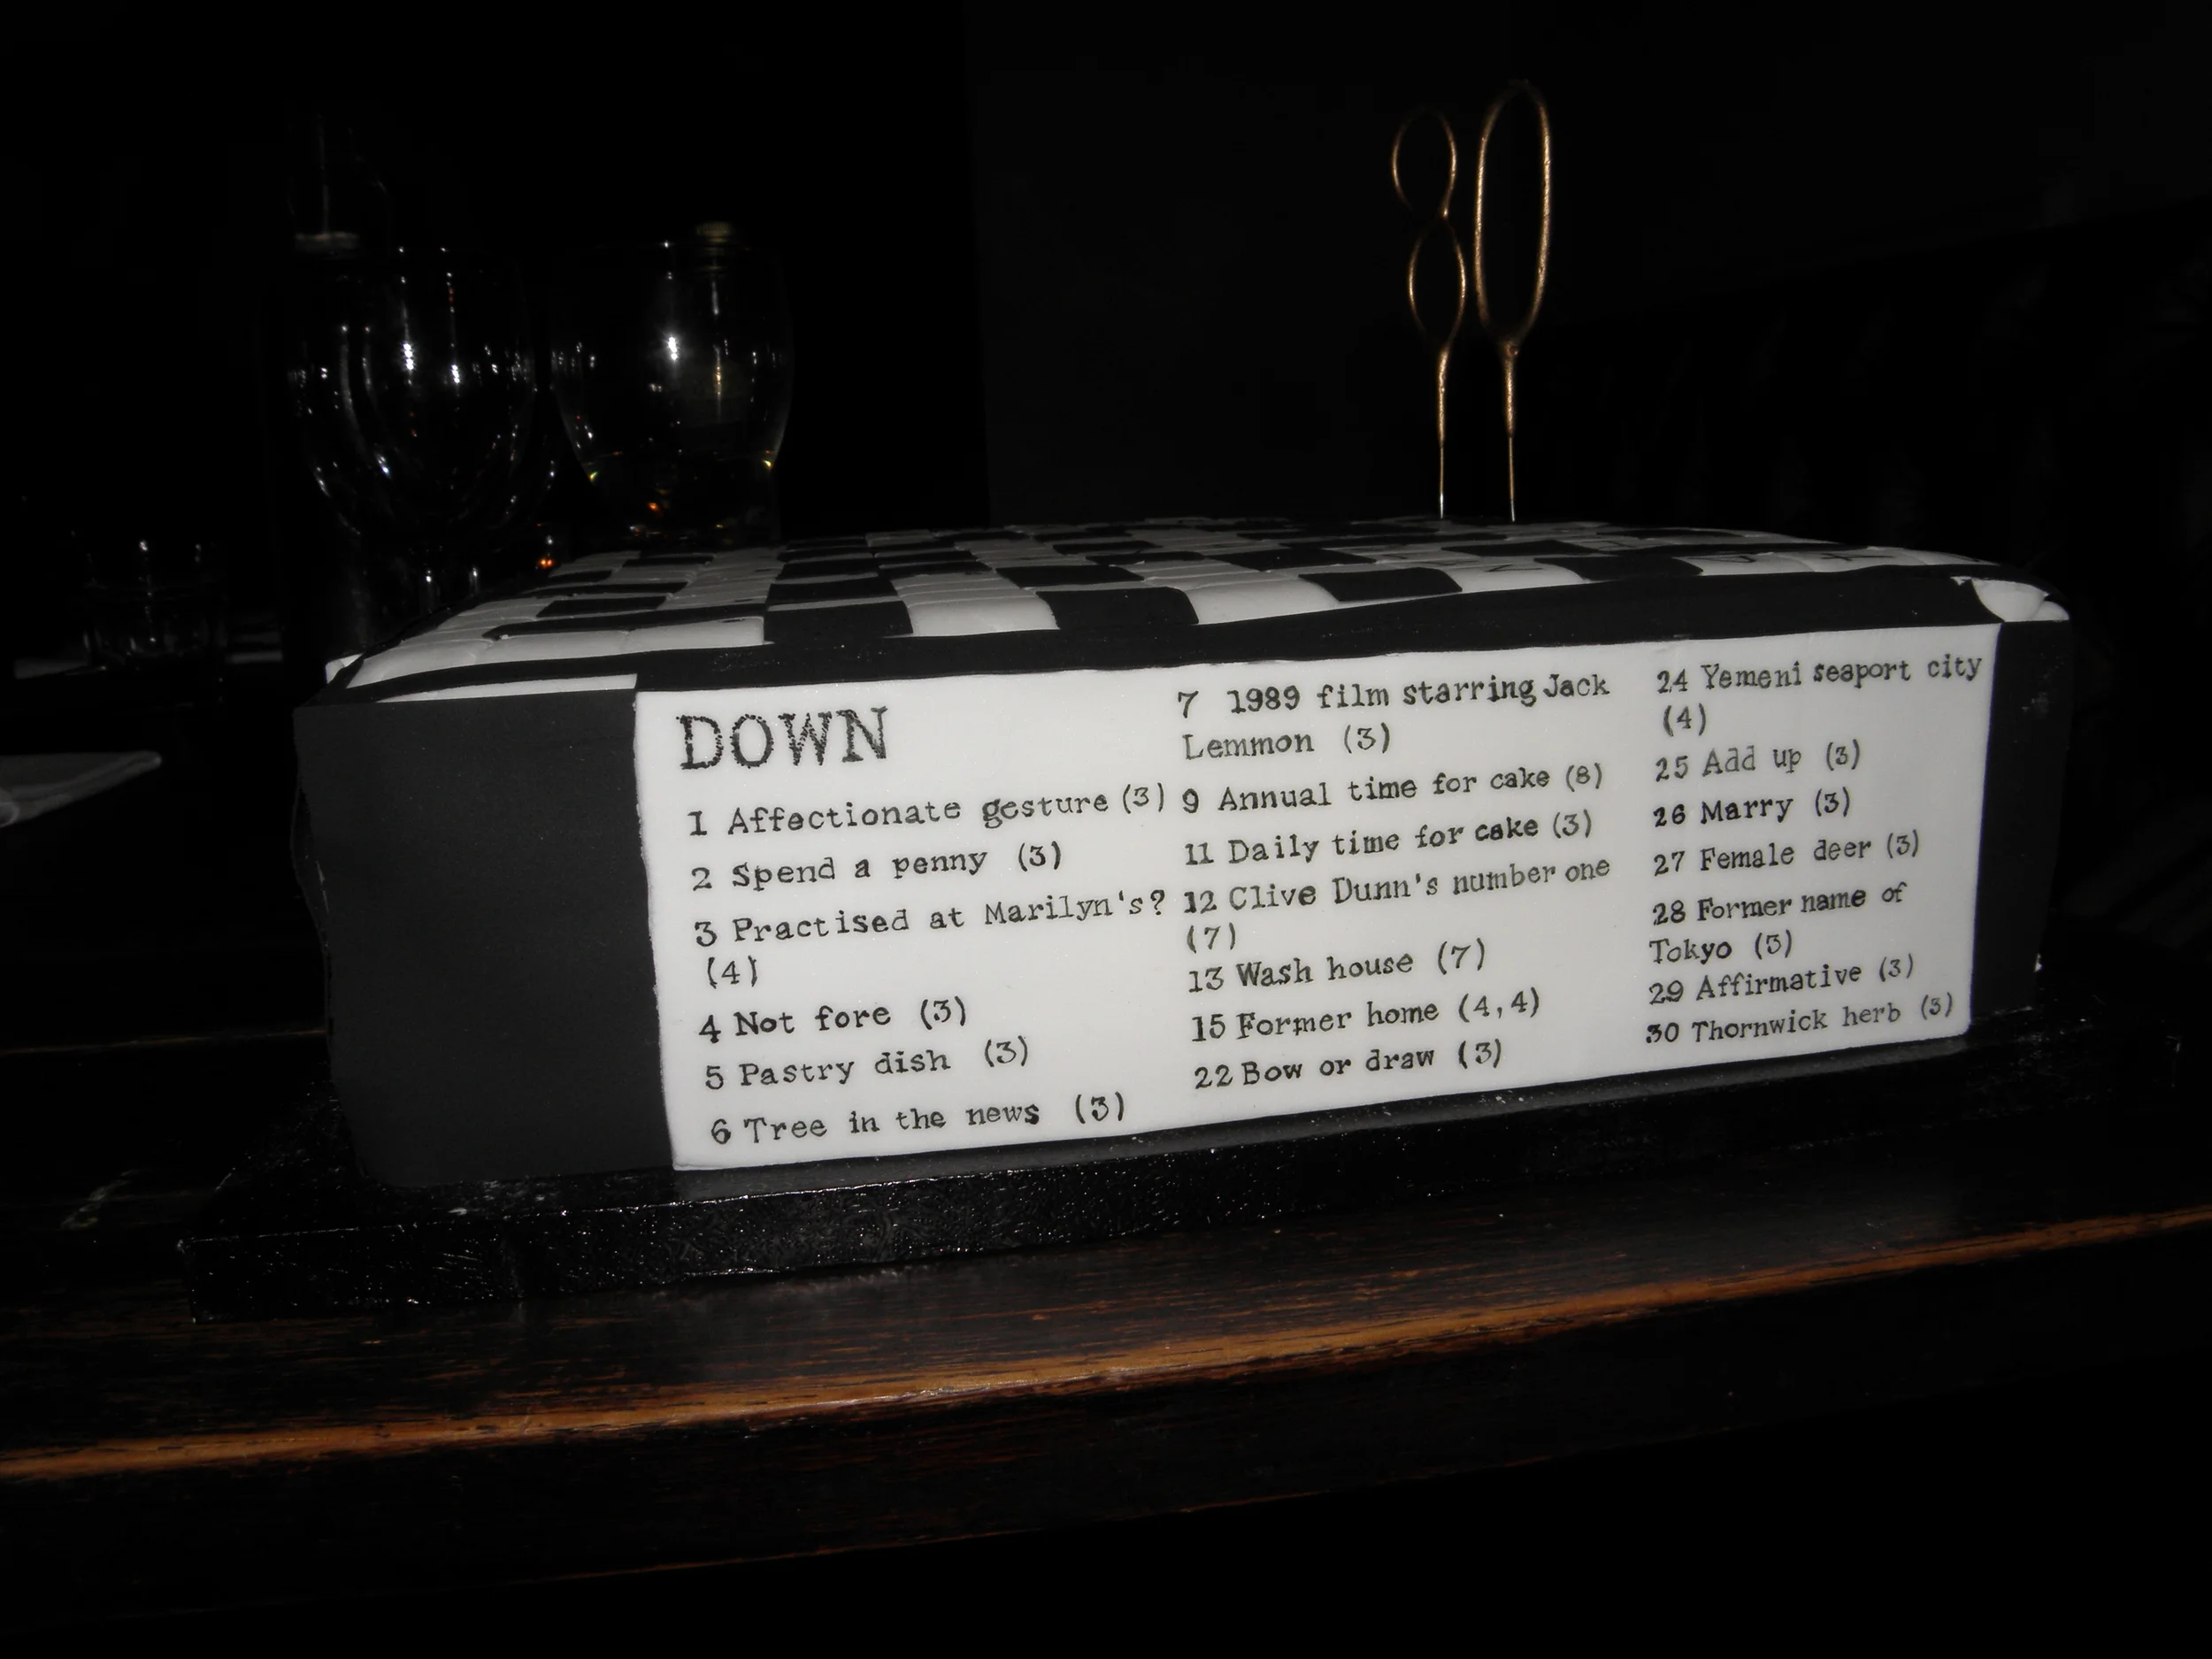 80
DOWN
1 Affectionate gesture (3)
2 Spend a penny (3)
3 Practised at Marilyn's?
(4)
4 Not fore (3)
5 Pastry dish (3)
6 Tree in the news (3)
7 1989 film starring Jack
Lemmon (3)
9 Annual time for cake (8)
11 Daily time for cake (3)
12 Clive Dunn's number one
(7)
13 Wash house (7)
15 Former home (4,4)
22 Bow or draw (3)
24 Yemeni seaport city
(4)
25 Add up (3)
26 Marry (3)
27 Female deer (3)
28 Former name of
Tokyo (3)
29 Affirmative (3)
30 Thornwick herb (3)